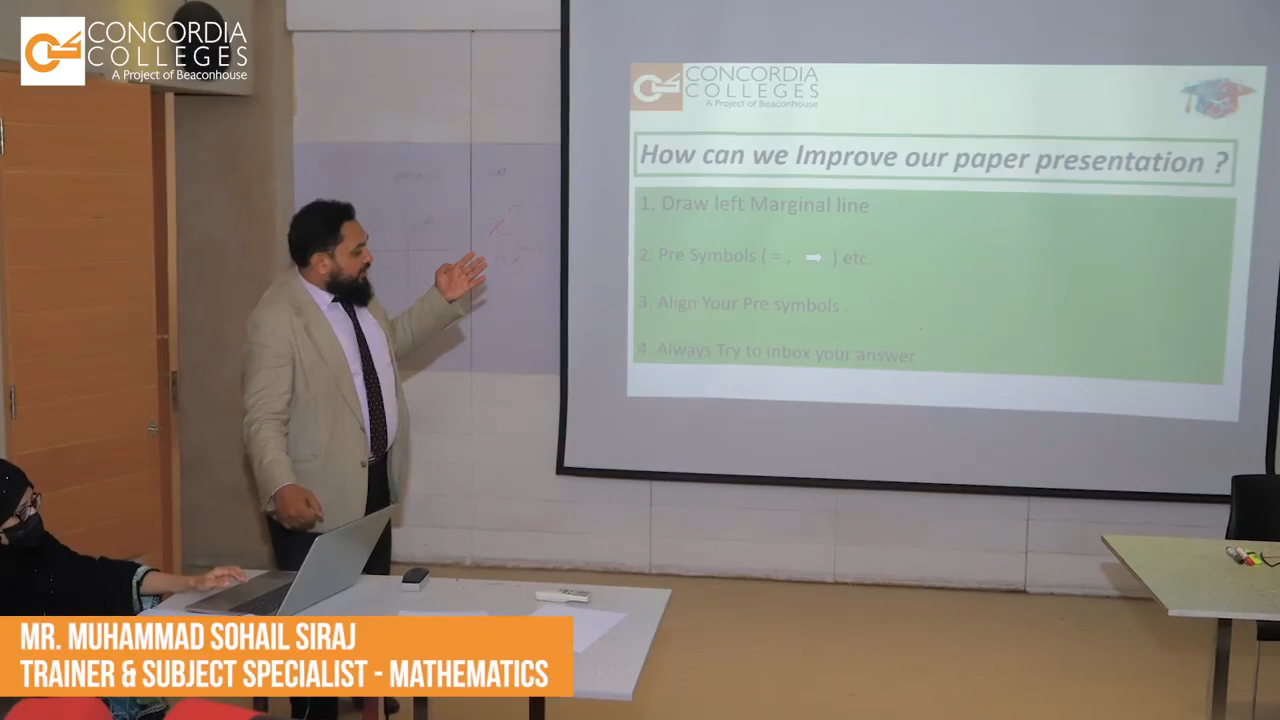 CONCORDIA
COLLEGES
A Project of Beaconhouse
CONCORDIA
COLLEGES
A Project of Beaconhouse
How can we Improve our paper presentation ?
1. Draw left Marginal line
2. Pre Symbols ( = , ➡ ) etc.
3. Align Your Pre symbols
4. Always Try to inbox your answer
MR. MUHAMMAD SOHAIL SIRAJ
TRAINER & SUBJECT SPECIALIST - MATHEMATICS